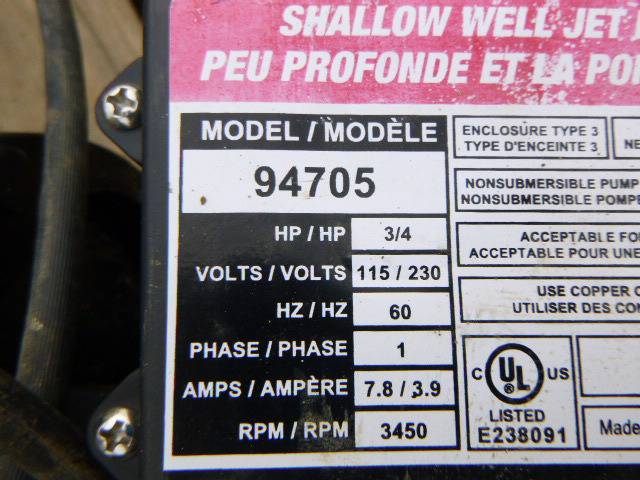 SHALLOW WELL JET
PEU PROFONDE ET LA
MODEL / MODÈLE
94705
HP / HP 3/4
VOLTS / VOLTS 115 / 230
HZ / HZ 60
PHASE / PHASE 1
AMPS / AMPÈRE 7.8 / 3.9
RPM / RPM 3450
ENCLOSURE TYPE 3
TYPE D'ENCEINTE 3
NONSUBMERSIBLE PUMP
NONSUBMERSIBLE POMPE
ACCEPTABLE FO
ACCEPTABLE POUR UNE
USE COPPER C
UTILISER DES CON
C UL ® US
LISTED
E238091
Made